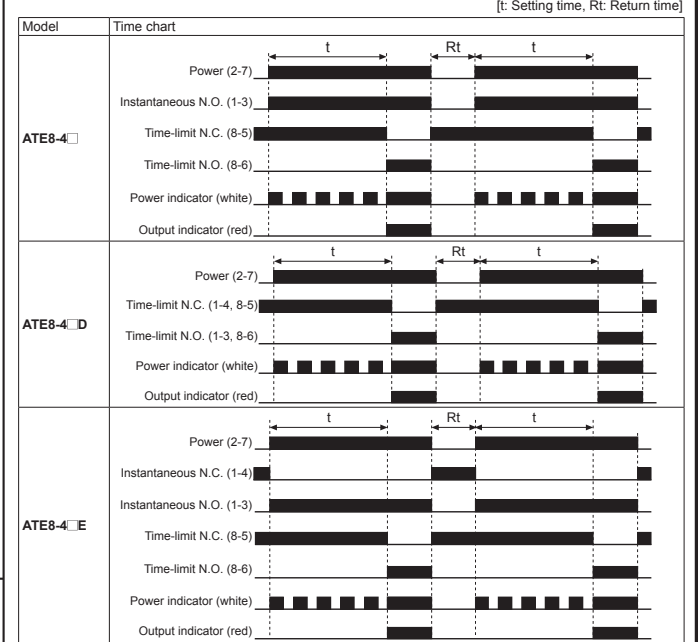 [t: Setting time, Rt: Return time]
Model Time chart
ATE8-4□
t Rt t
Power (2-7)
Instantaneous N.O. (1-3)
Time-limit N.C. (8-5)
Time-limit N.O. (8-6)
Power indicator (white)
Output indicator (red)
ATE8-4□D
t Rt t
Power (2-7)
Time-limit N.C. (1-4, 8-5)
Time-limit N.O. (1-3, 8-6)
Power indicator (white)
Output indicator (red)
ATE8-4□E
t Rt t
Power (2-7)
Instantaneous N.C. (1-4)
Instantaneous N.O. (1-3)
Time-limit N.C. (8-5)
Time-limit N.O. (8-6)
Power indicator (white)
Output indicator (red)